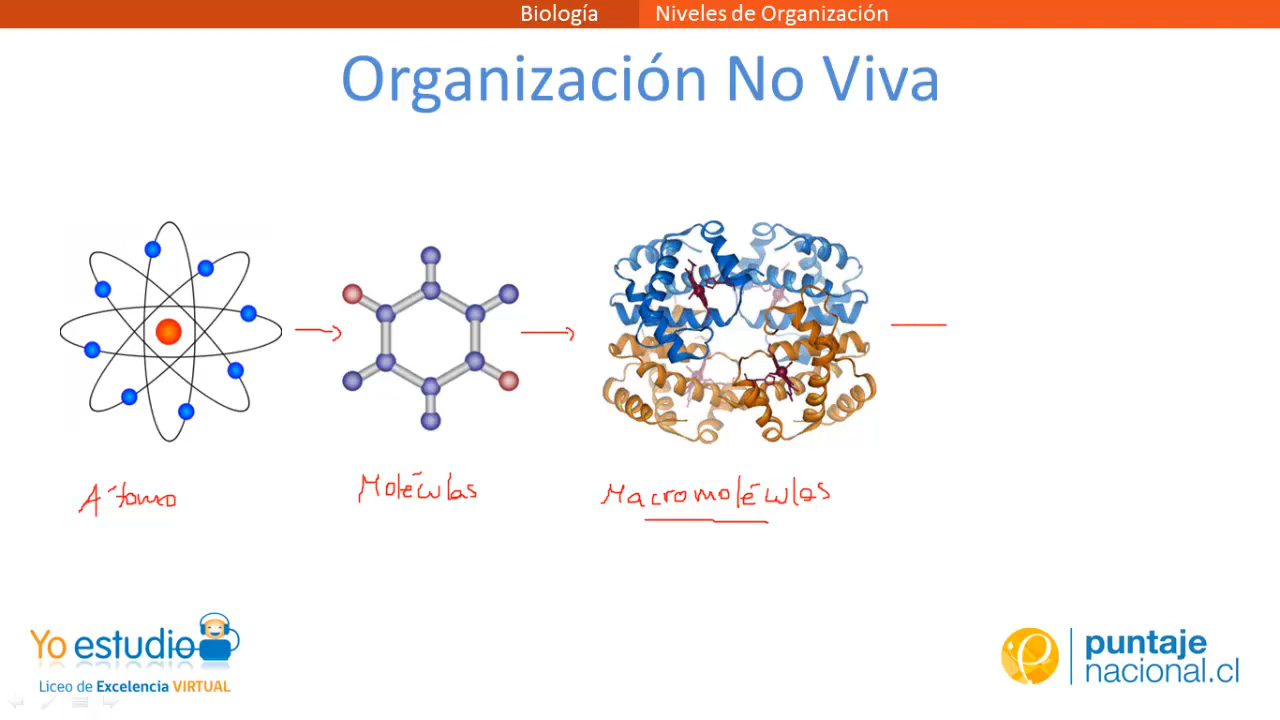 Biología Niveles de Organización
Organización No Viva
Átomo
Moléculas
Macromoléculas
Yo estudio
Liceo de Excelencia VIRTUAL
puntaje
nacional.cl